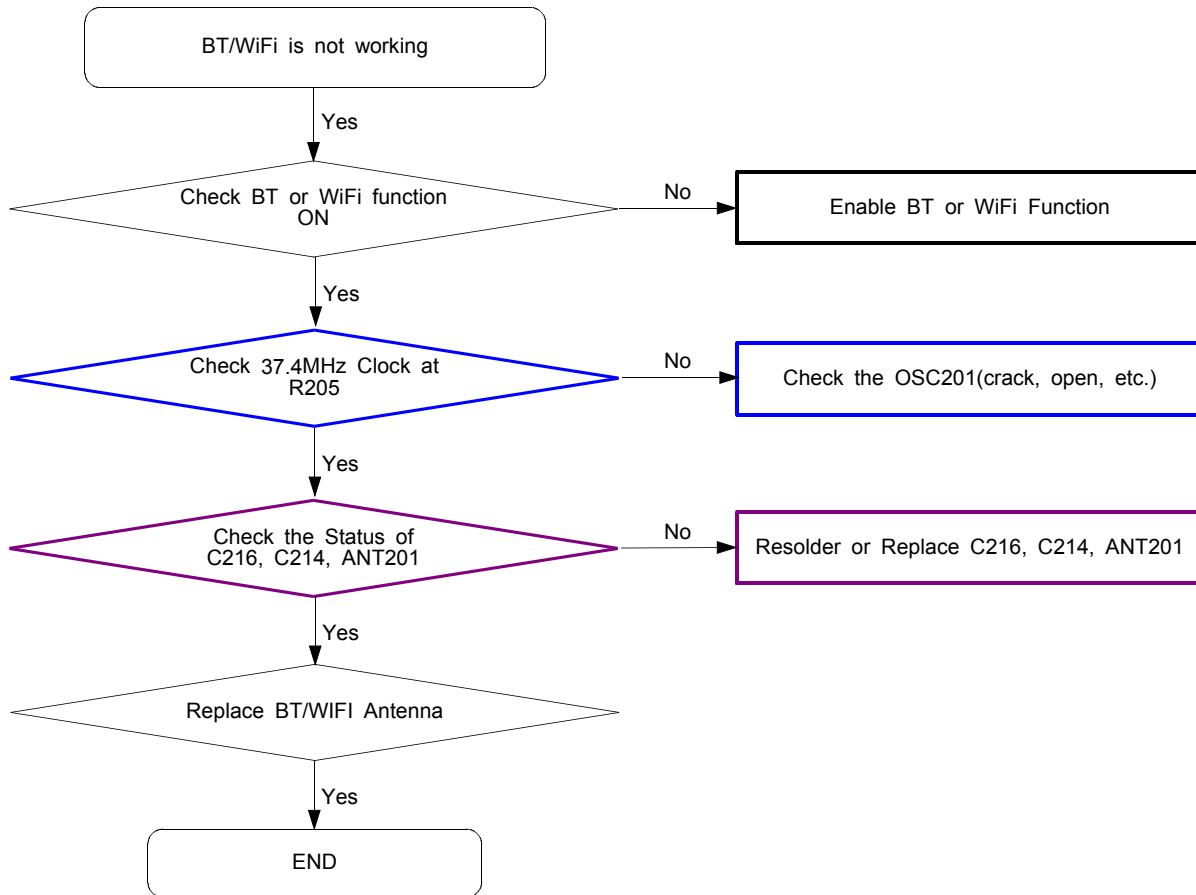 BT/WiFi is not working
Yes
Check BT or WiFi function
ON
No
Enable BT or WiFi Function
Yes
Check 37.4MHz Clock at
R205
No
Check the OSC201(crack, open, etc.)
Yes
Check the Status of
C216, C214, ANT201
No
Resolder or Replace C216, C214, ANT201
Yes
Replace BT/WIFI Antenna
Yes
END